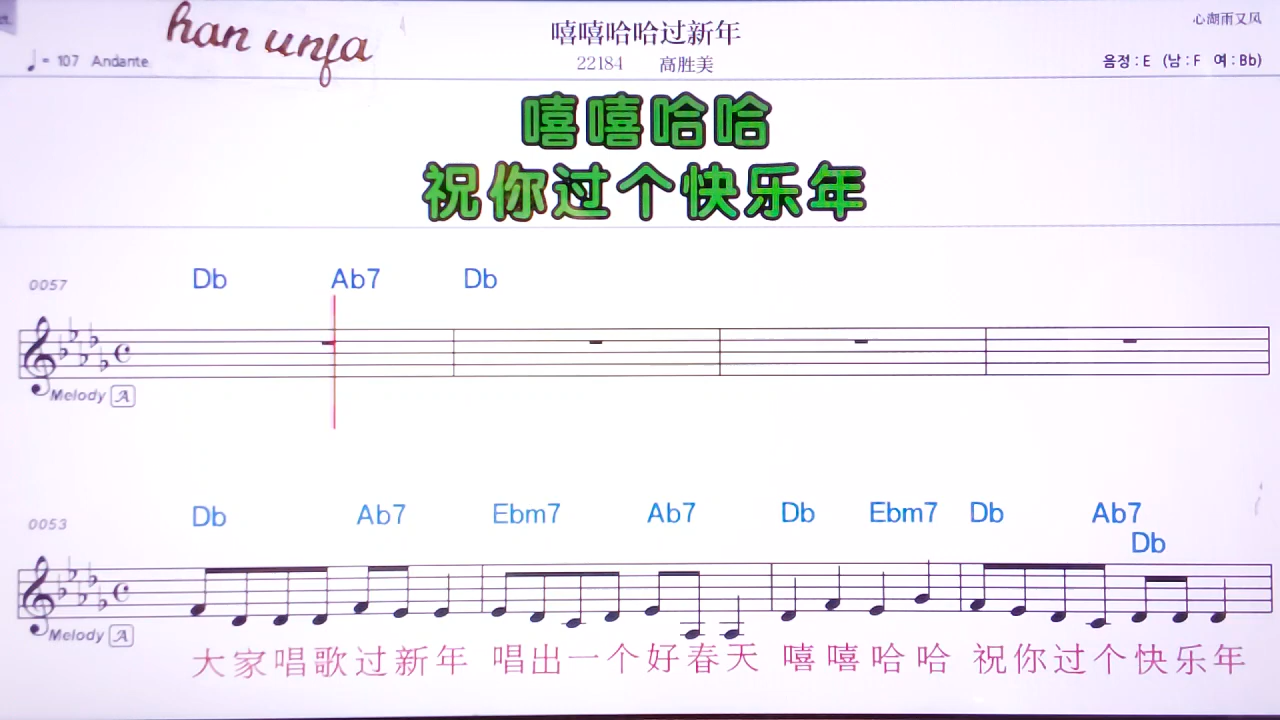 han unfa
嘻嘻哈哈过新年
心湖雨又风
♩= 107 Andante
22184 高胜美
음정 : E (남 : F 여 : Bb)
嘻嘻哈哈
祝你过个快乐年
0057 Db Ab7 Db
Melody A
0053 Db Ab7 Ebm7 Ab7 Db Ebm7 Db Ab7
Db
Melody A
大家唱歌过新年 唱出一个好春天 嘻嘻哈哈 祝你过个快乐年